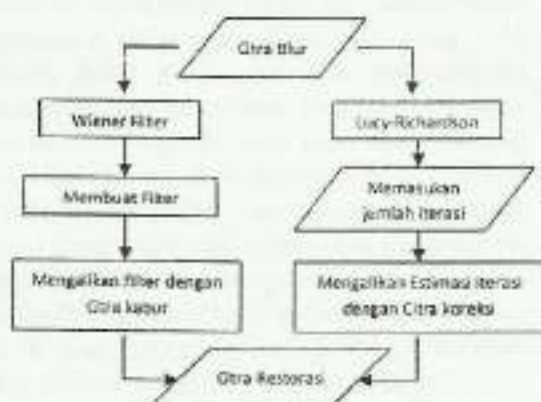 Citra Blur
Wiener Filter
Lucy-Richardson
Membuat Filter
Memasukan
jumlah iterasi
Mengalikan filter dengan
Citra kabur
Mengalikan Estimasi iterasi
dengan Citra koreksi
Citra Restorasi